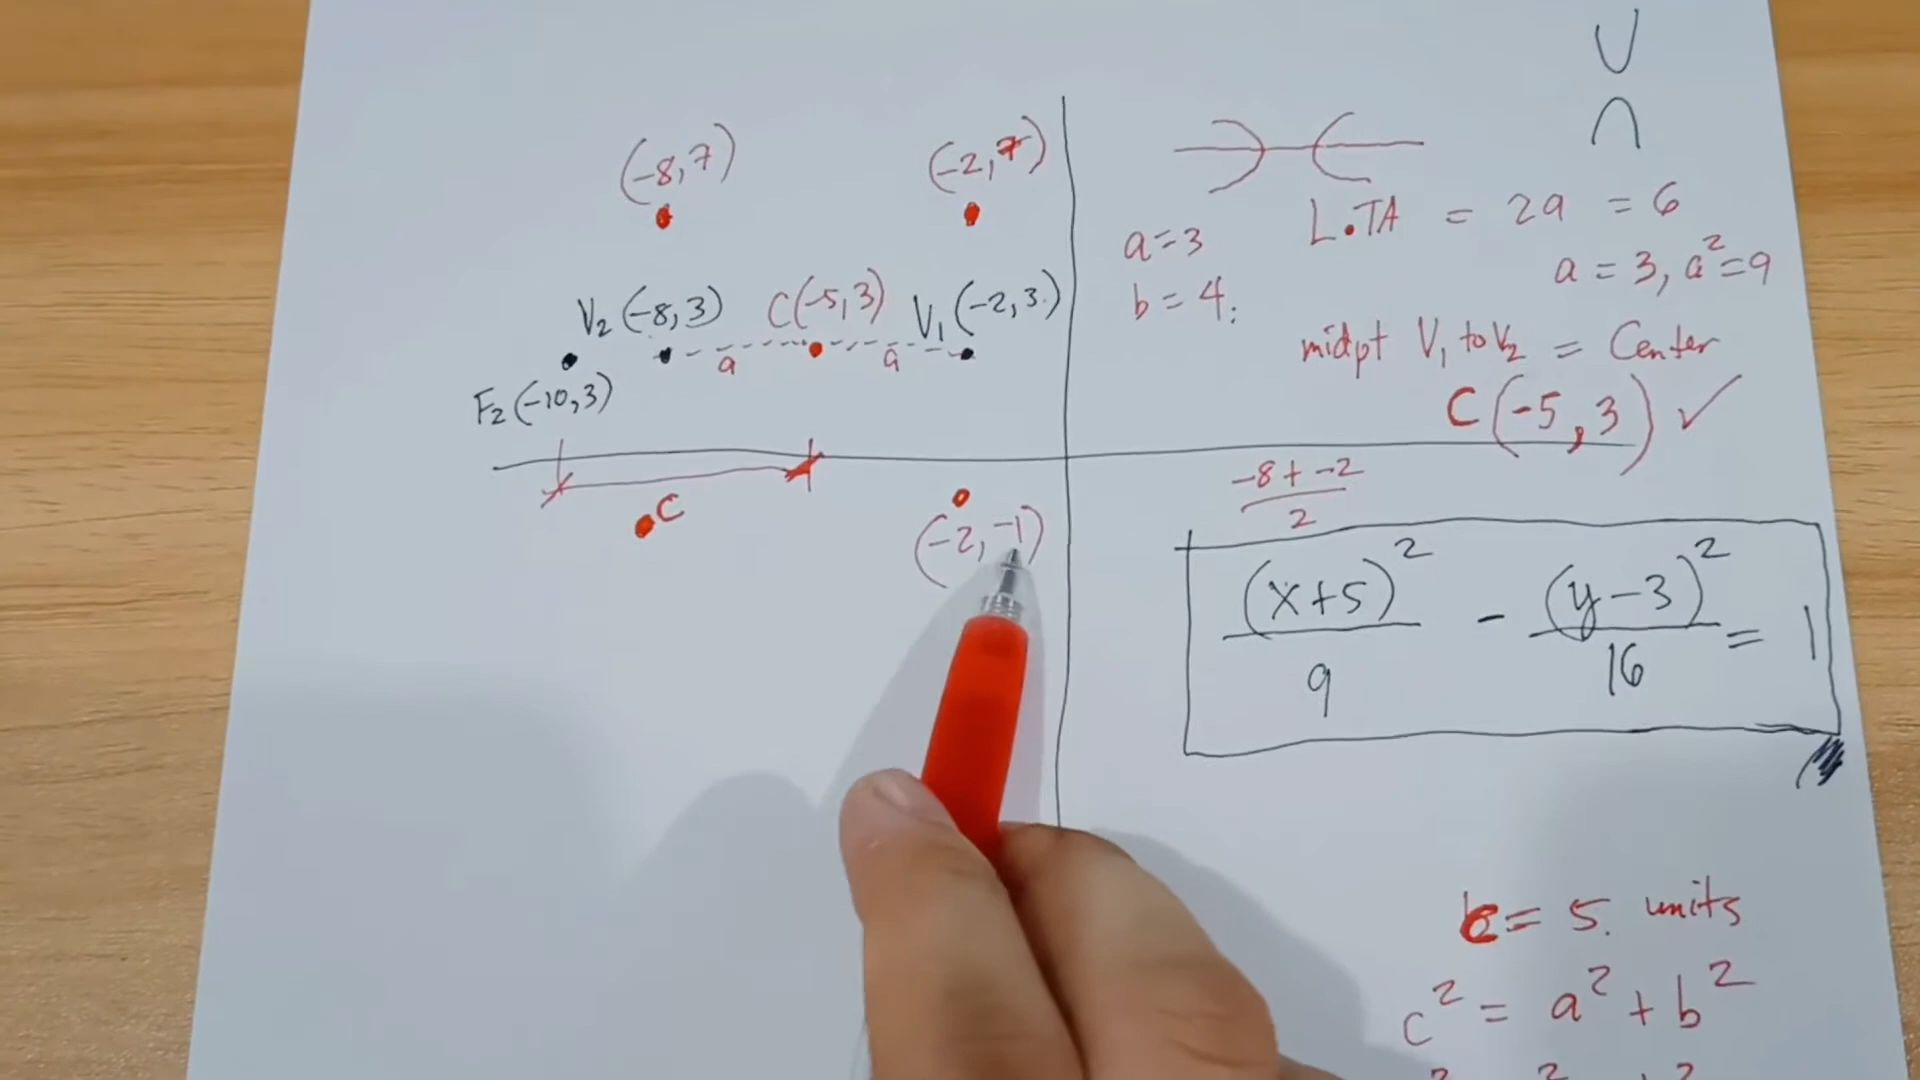 (-8,7)
(-2,7)
V2 (-8,3)
C(-5,3)
V1 (-2,3)
a
a
F2 (-10,3)
C
(-2,-1)
a=3
b=4
L.TA = 2a = 6
a = 3, a²=9
midpt V1 to V2 = Center
C(-5,3) ✓
-8 + -2
2
(x+5)² - (y-3)² = 1
9 16
c = 5. units
c² = a² + b²